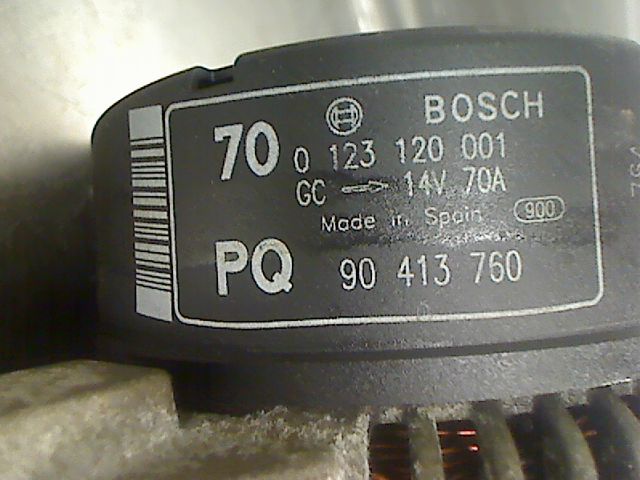 BOSCH
70 0 123 120 001
GC 14V 70A
Made in Spain 900
PQ 90 413 760